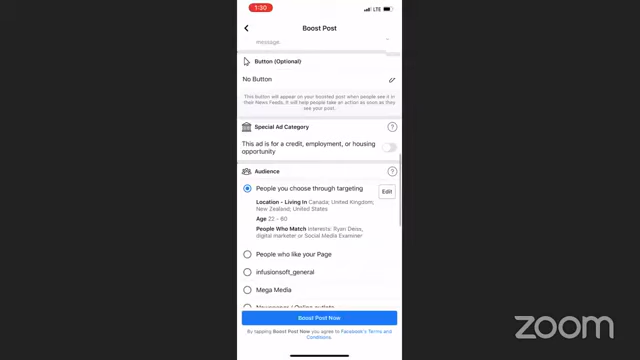 1:30
LTE
Boost Post
message.
Button (Optional)
No Button
This button will appear on your boosted post when people see it in
their News Feeds. It will help people take an action as soon as they
see your post.
Special Ad Category
?
This ad is for a credit, employment, or housing
opportunity
Audience
?
People you choose through targeting
Edit
Location - Living In Canada; United Kingdom;
New Zealand; United States
Age 22 - 60
People Who Match Interests: Ryan Deiss,
digital marketer or Social Media Examiner
People who like your Page
infusionsoft_general
Mega Media
Boost Post Now
By tapping Boost Post Now you agree to Facebook's Terms and
Conditions.
zoom